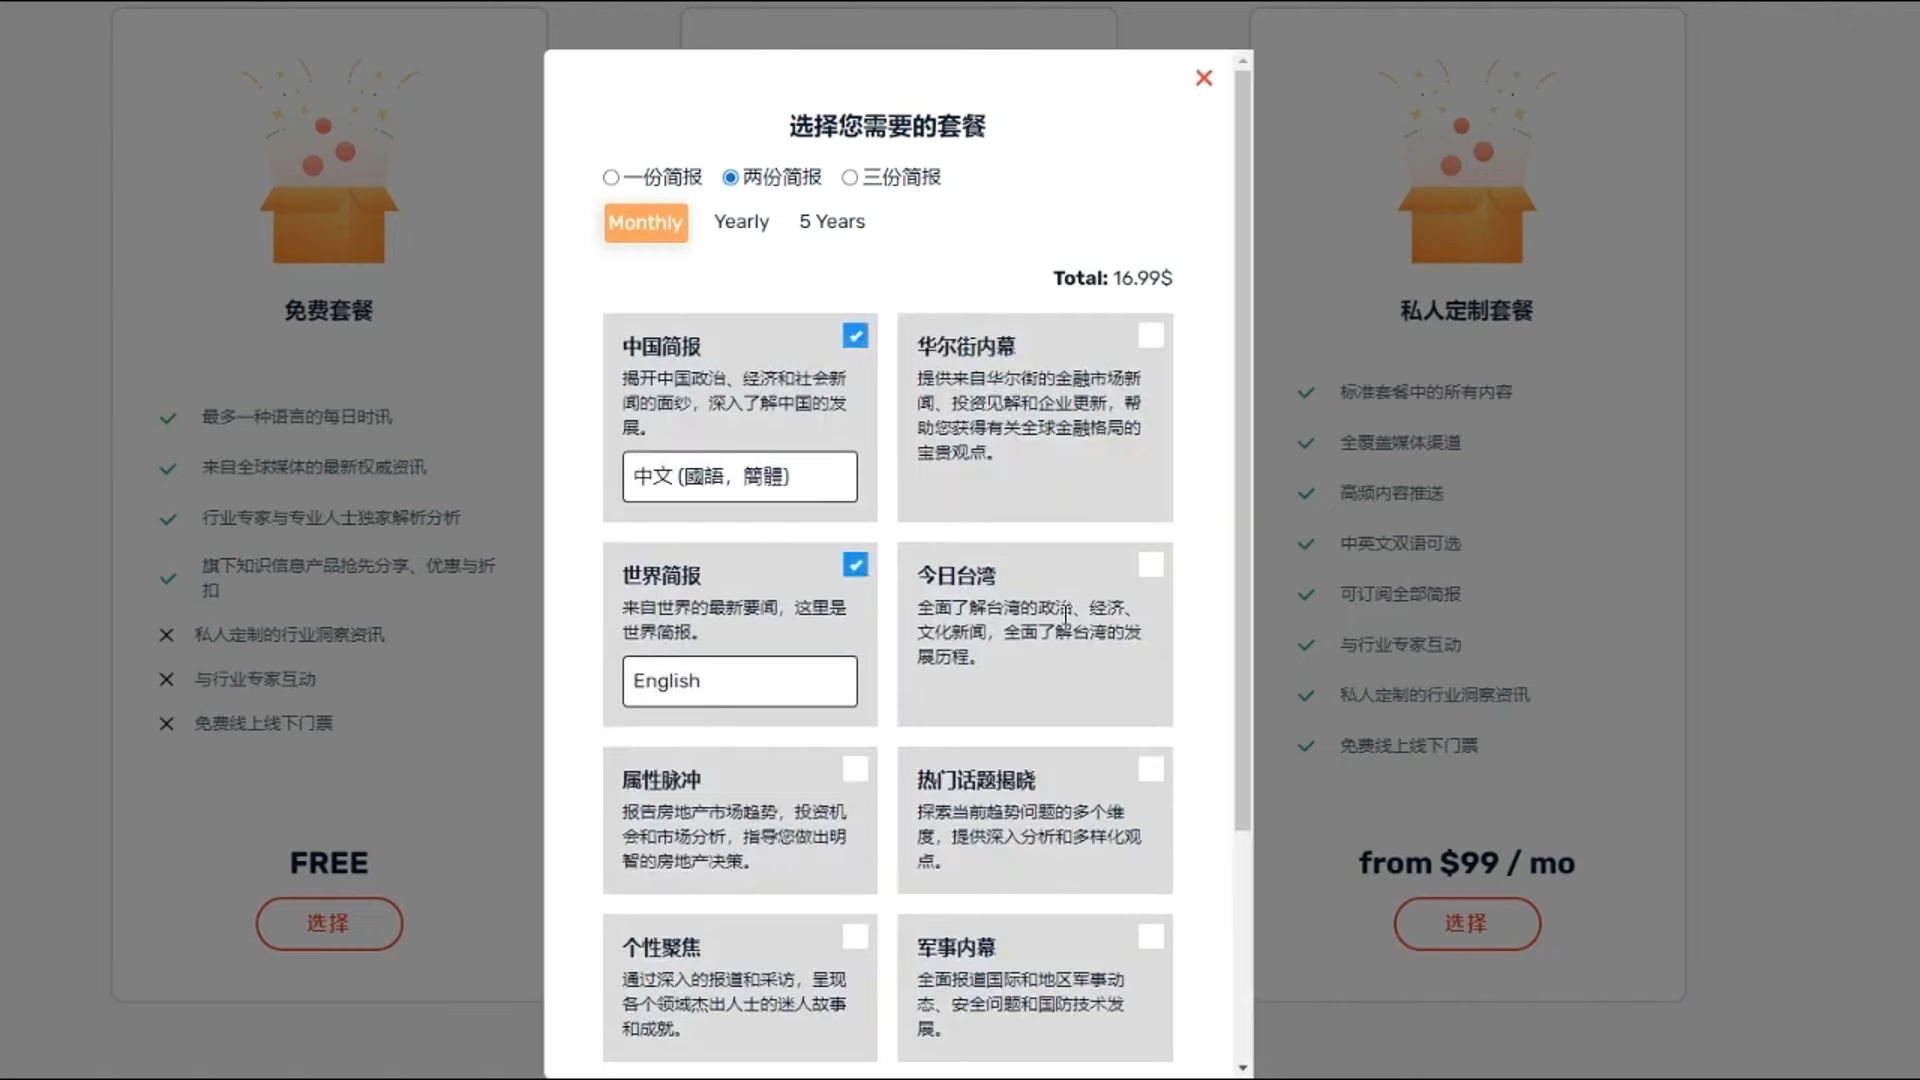 免费套餐
最多一种语言的每日时讯
来自全球媒体的最新权威资讯
行业专家与专业人士独家解析分析
旗下知识信息产品抢先分享、优惠与折
扣
私人定制的行业洞察资讯
与行业专家互动
免费线上线下门票
FREE
选择
选择您需要的套餐
一份简报 两份简报 三份简报
Monthly Yearly 5 Years
Total: 16.99$
中国简报
揭开中国政治、经济和社会新
闻的面纱，深入了解中国的发
展。
中文 (國語，簡體)
华尔街内幕
提供来自华尔街的金融市场新
闻、投资见解和企业更新，帮
助您获得有关全球金融格局的
宝贵观点。
世界简报
来自世界的最新要闻，这里是
世界简报。
English
今日台湾
全面了解台湾的政治、经济、
文化新闻，全面了解台湾的发
展历程。
属性脉冲
报告房地产市场趋势，投资机
会和市场分析，指导您做出明
智的房地产决策。
热门话题揭晓
探索当前趋势问题的多个维
度，提供深入分析和多样化观
点。
个性聚焦
通过深入的报道和采访，呈现
各个领域杰出人士的迷人故事
和成就。
军事内幕
全面报道国际和地区军事动
态、安全问题和国防技术发
展。
私人定制套餐
标准套餐中的所有内容
全覆盖媒体渠道
高频内容推送
中英文双语可选
可订阅全部简报
与行业专家互动
私人定制的行业洞察资讯
免费线上线下门票
from $99 / mo
选择